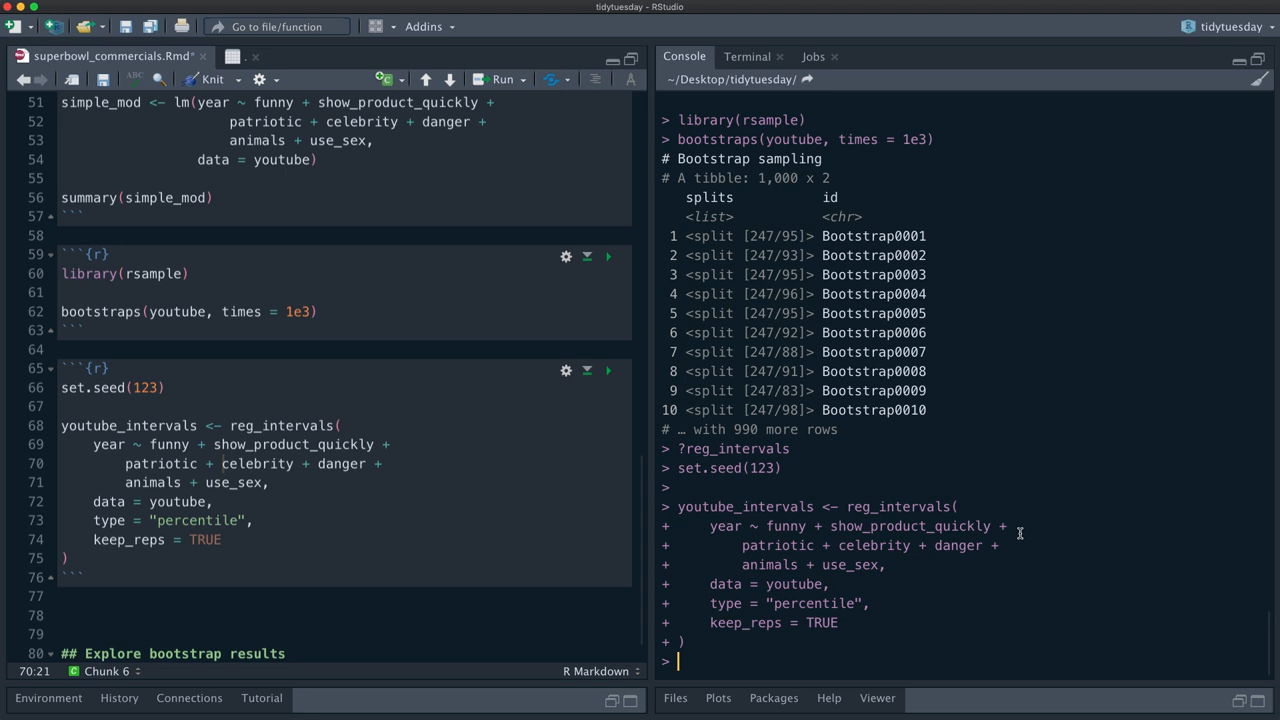 tidytuesday - RStudio
Go to file/function
Addins
tidytuesday
superbowl_commercials.Rmd*
.
ABC
Knit
Run
51 simple_mod <- lm(year ~ funny + show_product_quickly +
52 patriotic + celebrity + danger +
53 animals + use_sex,
54 data = youtube)
55
56 summary(simple_mod)
57 ```
58
59 ```{r}
60 library(rsample)
61
62 bootstraps(youtube, times = 1e3)
63 ```
64
65 ```{r}
66 set.seed(123)
67
68 youtube_intervals <- reg_intervals(
69 year ~ funny + show_product_quickly +
70 patriotic + celebrity + danger +
71 animals + use_sex,
72 data = youtube,
73 type = "percentile",
74 keep_reps = TRUE
75 )
76 ```
77
78
79
80 ## Explore bootstrap results
70:21 Chunk 6 R Markdown
Environment History Connections Tutorial
Console Terminal Jobs
~/Desktop/tidytuesday/
> library(rsample)
> bootstraps(youtube, times = 1e3)
# Bootstrap sampling
# A tibble: 1,000 x 2
splits id
<list> <chr>
1 <split [247/95]> Bootstrap0001
2 <split [247/93]> Bootstrap0002
3 <split [247/95]> Bootstrap0003
4 <split [247/96]> Bootstrap0004
5 <split [247/95]> Bootstrap0005
6 <split [247/92]> Bootstrap0006
7 <split [247/88]> Bootstrap0007
8 <split [247/91]> Bootstrap0008
9 <split [247/83]> Bootstrap0009
10 <split [247/98]> Bootstrap0010
# … with 990 more rows
> ?reg_intervals
> set.seed(123)
>
> youtube_intervals <- reg_intervals(
+ year ~ funny + show_product_quickly +
+ patriotic + celebrity + danger +
+ animals + use_sex,
+ data = youtube,
+ type = "percentile",
+ keep_reps = TRUE
+ )
>
Files Plots Packages Help Viewer